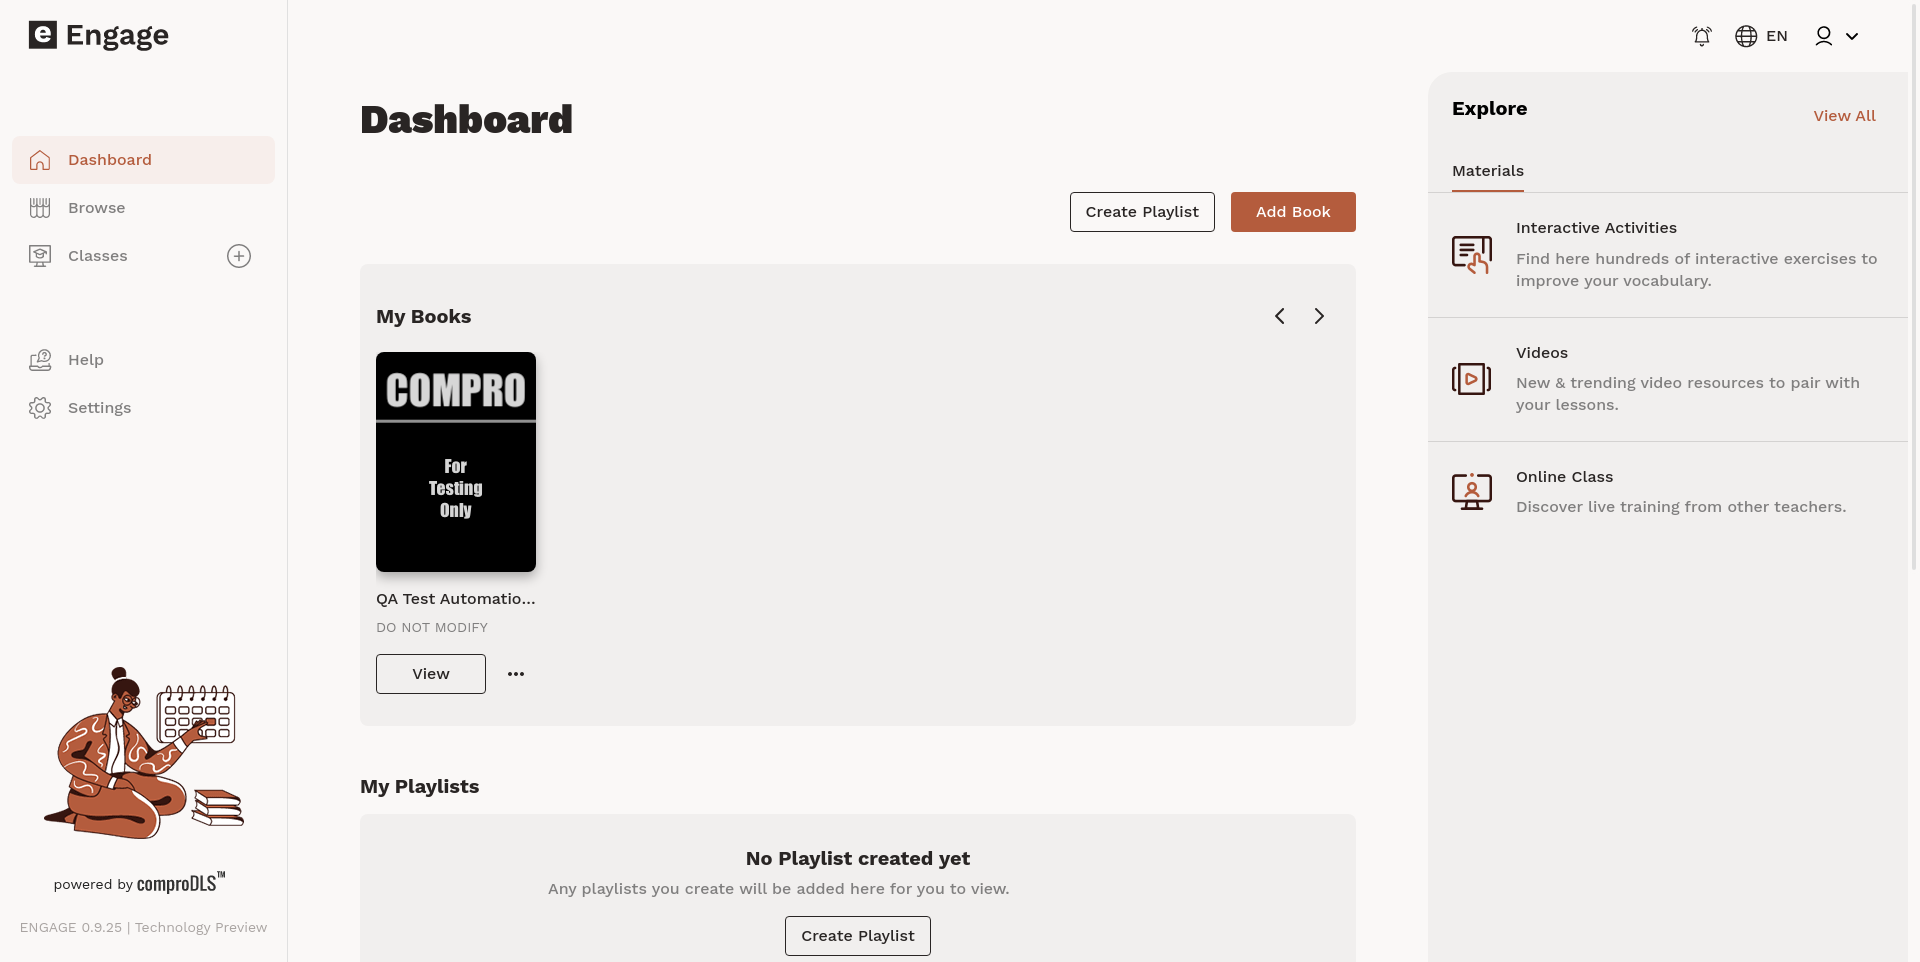 e Engage
Dashboard
Browse
Classes
Help
Settings
powered by comproDLS™
ENGAGE 0.9.25 | Technology Preview
EN
Dashboard
Create Playlist
Add Book
My Books
COMPRO
For
Testing
Only
QA Test Automatio...
DO NOT MODIFY
View
My Playlists
No Playlist created yet
Any playlists you create will be added here for you to view.
Create Playlist
Explore
View All
Materials
Interactive Activities
Find here hundreds of interactive exercises to
improve your vocabulary.
Videos
New & trending video resources to pair with
your lessons.
Online Class
Discover live training from other teachers.